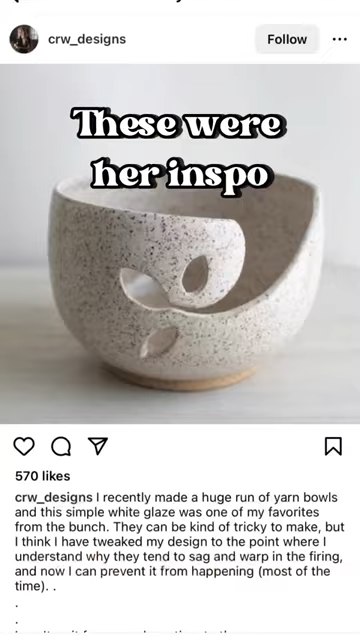 crw_designs
Follow
These were
her inspo
570 likes
crw_designs I recently made a huge run of yarn bowls
and this simple white glaze was one of my favorites
from the bunch. They can be kind of tricky to make, but
I think I have tweaked my design to the point where I
understand why they tend to sag and warp in the firing,
and now I can prevent it from happening (most of the
time). .
.
.